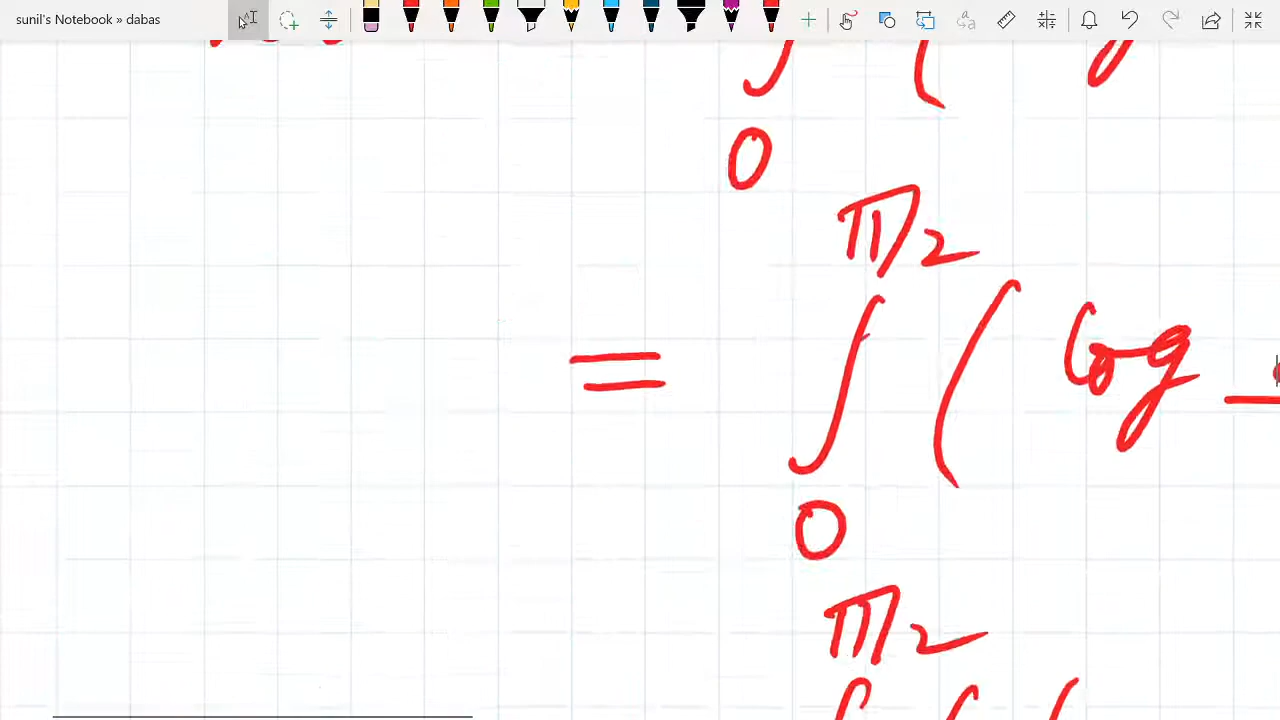 sunil's Notebook » dabas
∫ (
0
π/2
= ∫ ( log
0
π/2
∫ ( (